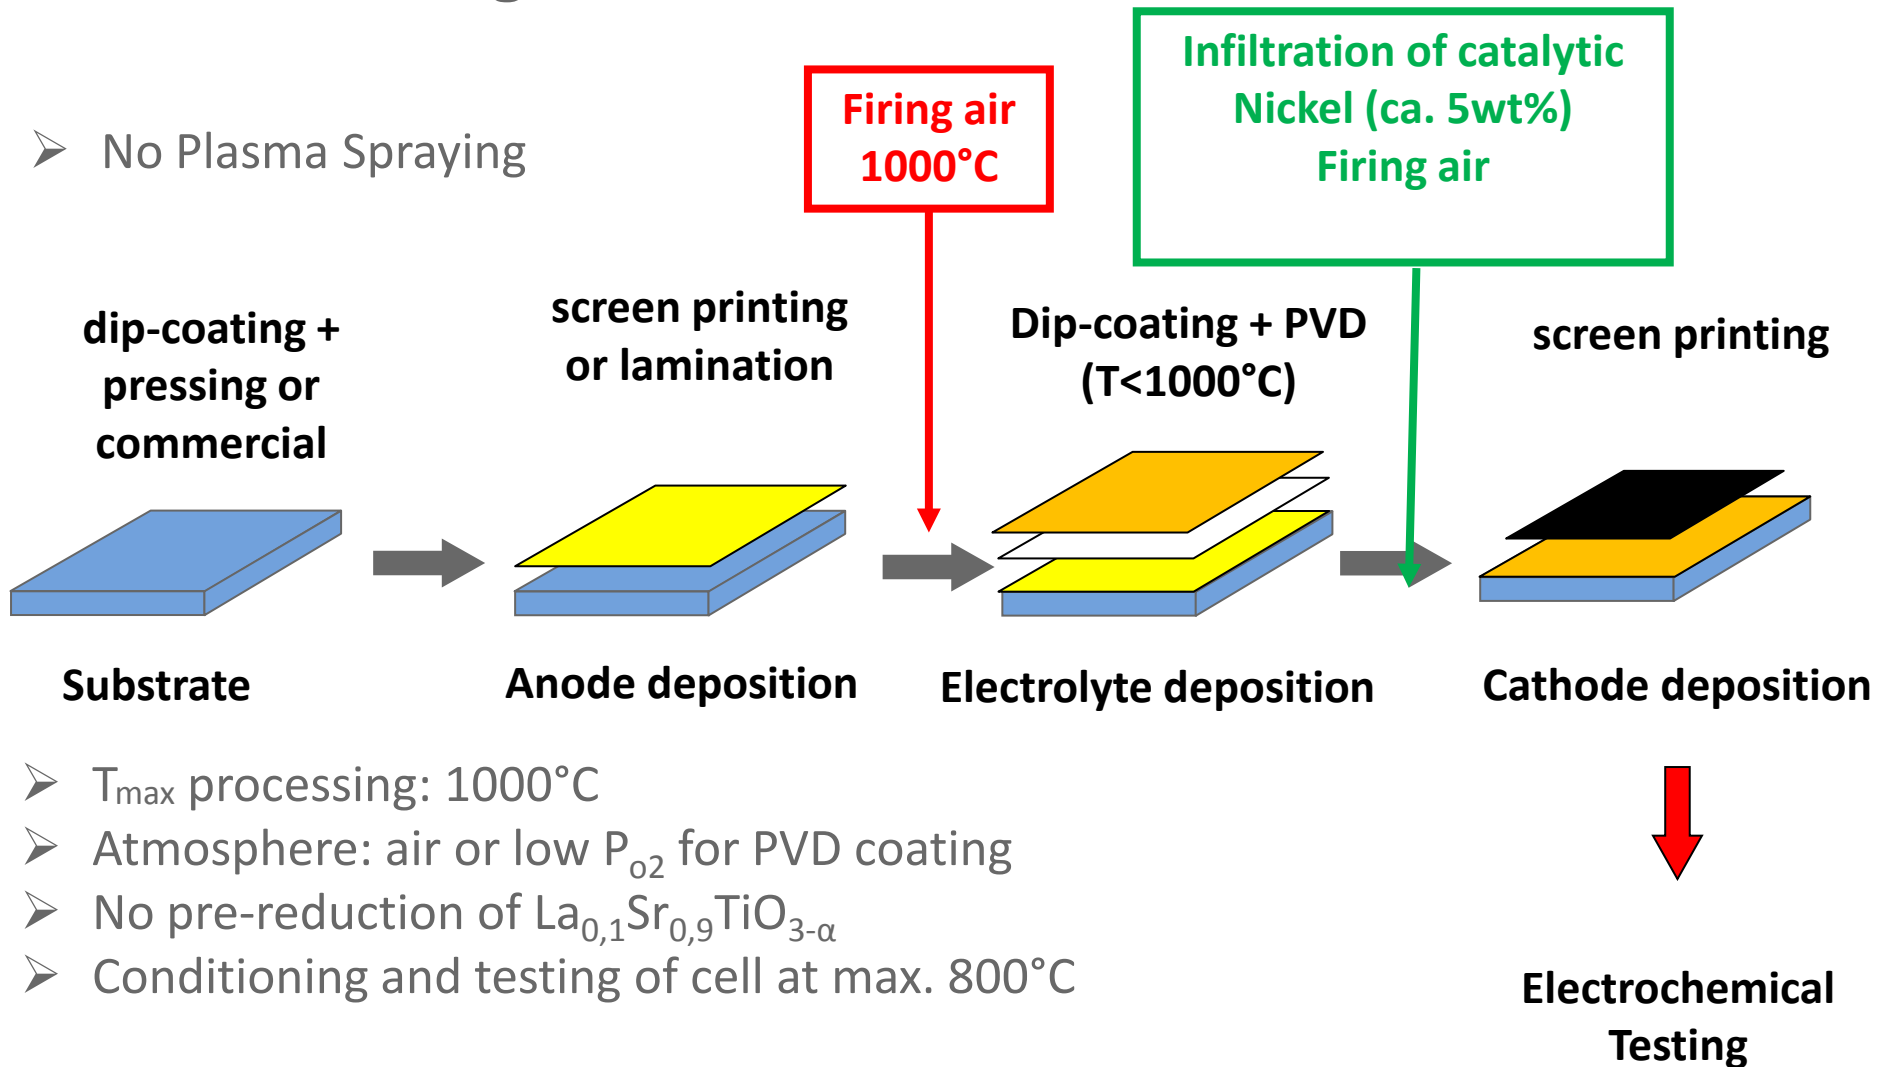 ➢ No Plasma Spraying
Firing air
1000°C
Infiltration of catalytic
Nickel (ca. 5wt%)
Firing air
dip-coating +
pressing or
commercial
screen printing
or lamination
Dip-coating + PVD
(T<1000°C)
screen printing
Substrate
Anode deposition
Electrolyte deposition
Cathode deposition
➢ Tmax processing: 1000°C
➢ Atmosphere: air or low Po2 for PVD coating
➢ No pre-reduction of La0,1Sr0,9TiO3-α
➢ Conditioning and testing of cell at max. 800°C
Electrochemical
Testing